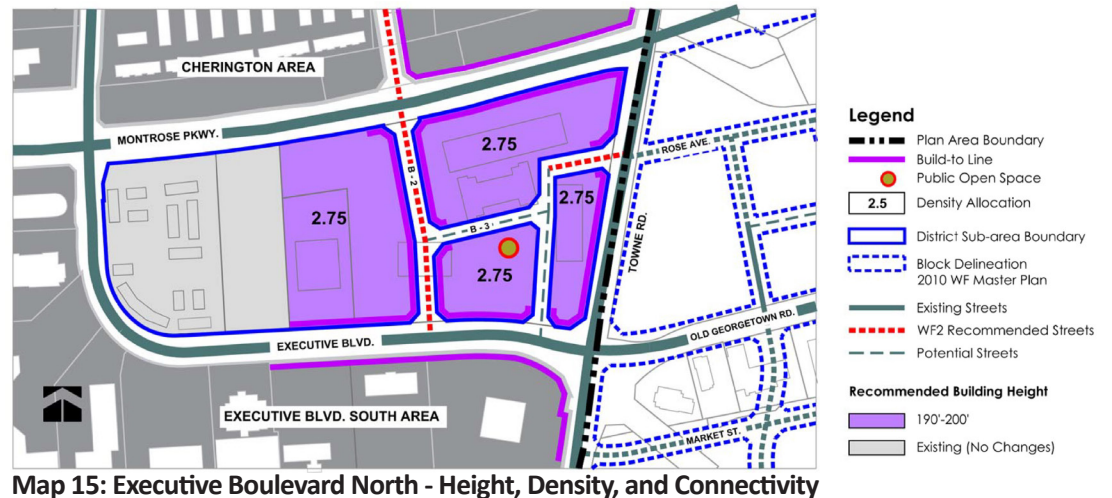 CHERINGTON AREA
MONTROSE PKWY.
2.75
ROSE AVE.
B - 2
2.75
2.75
B - 3
TOWNE RD.
2.75
OLD GEORGETOWN RD.
EXECUTIVE BLVD.
EXECUTIVE BLVD. SOUTH AREA
MARKET ST.
Legend
Plan Area Boundary
Build-to Line
Public Open Space
2.5 Density Allocation
District Sub-area Boundary
Block Delineation
2010 WF Master Plan
Existing Streets
WF2 Recommended Streets
Potential Streets
Recommended Building Height
190'-200'
Existing (No Changes)
Map 15: Executive Boulevard North - Height, Density, and Connectivity